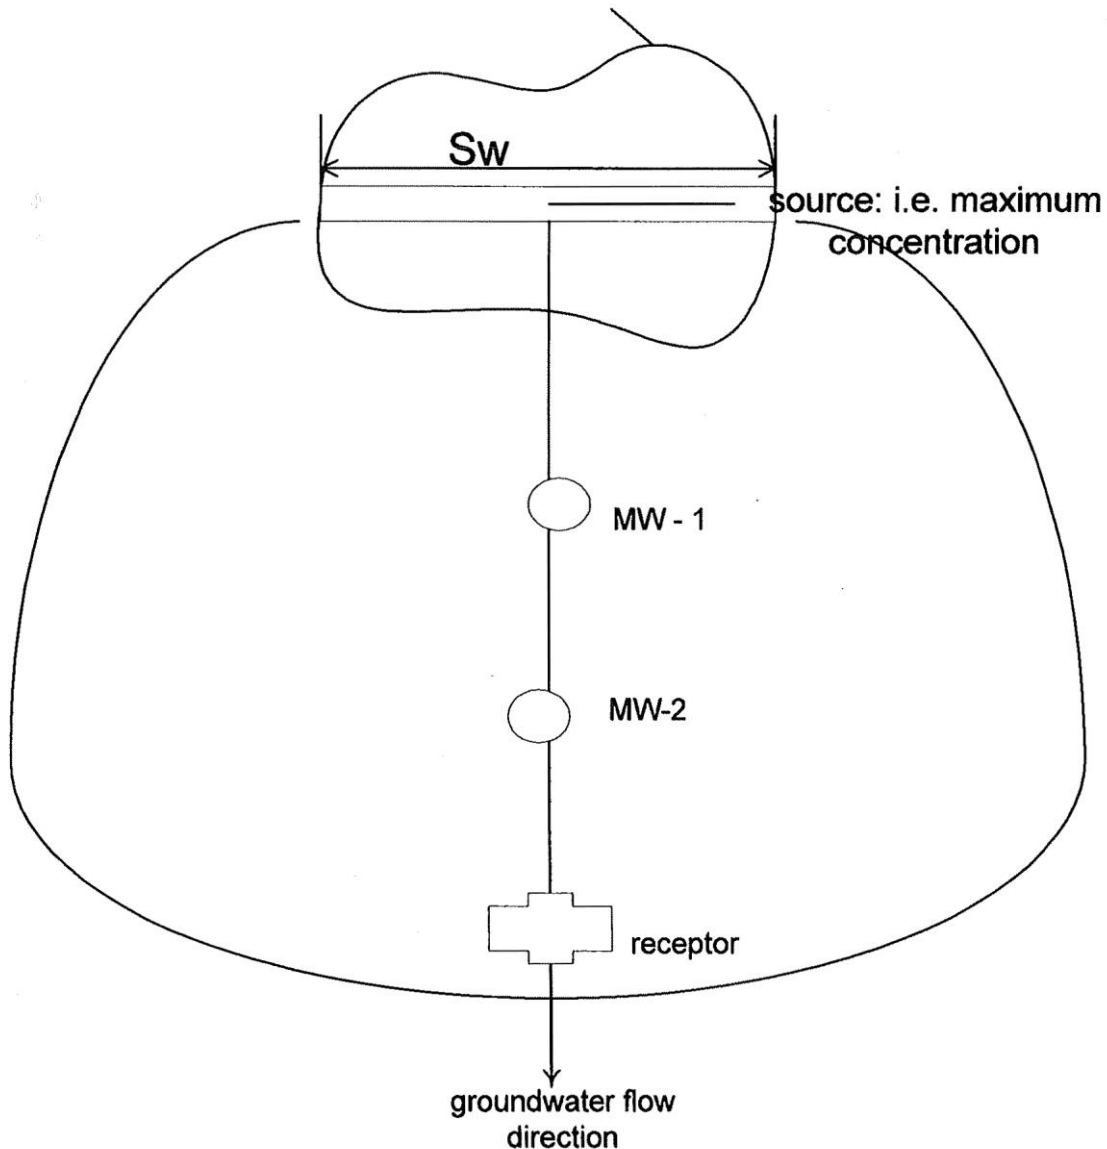 Sw
source: i.e. maximum
concentration
MW - 1
MW-2
receptor
groundwater flow
direction